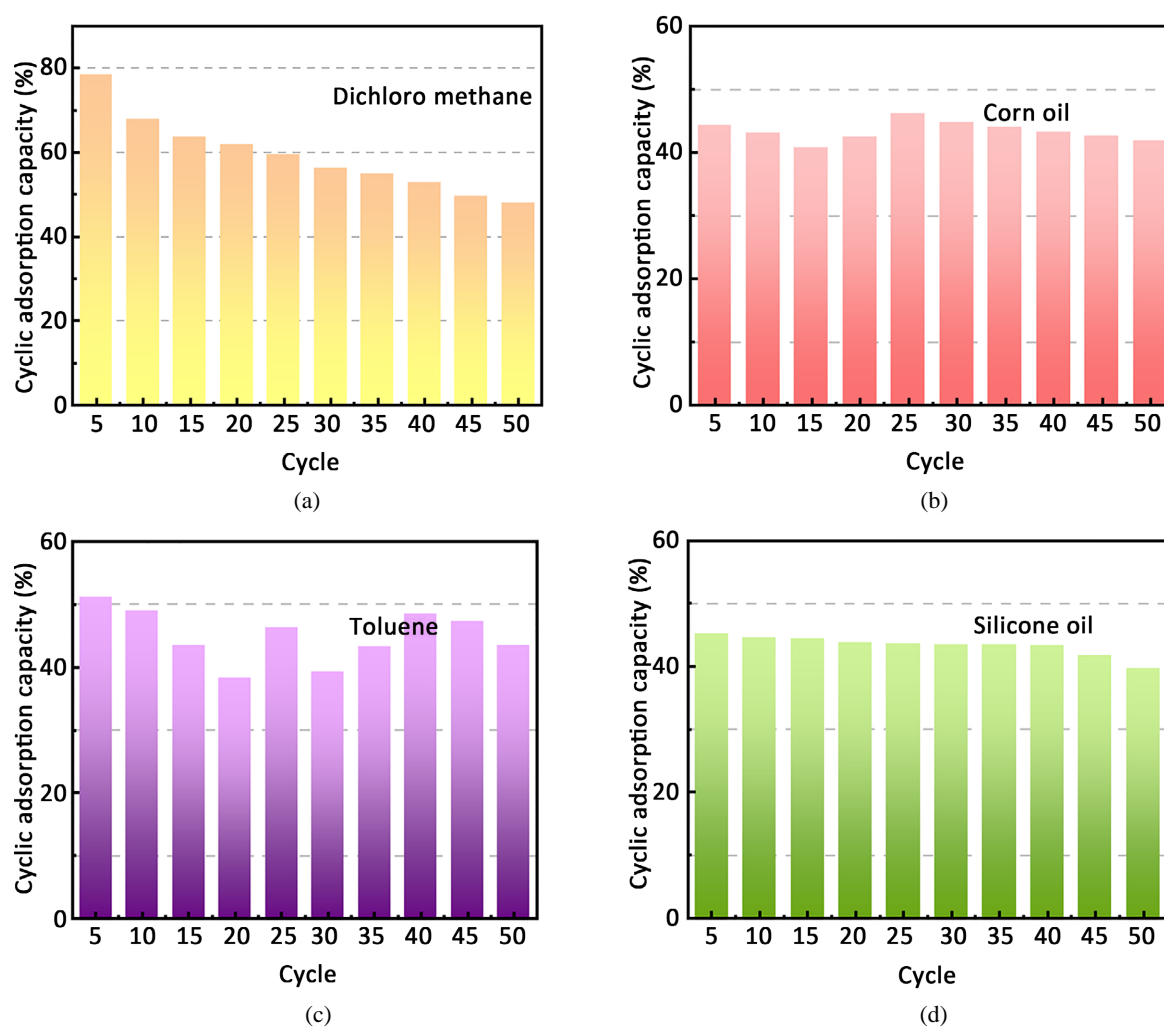 Cyclic adsorption capacity (%)
80
60
40
20
0
Dichloro methane
5 10 15 20 25 30 35 40 45 50
Cycle
(a)
Cyclic adsorption capacity (%)
60
40
20
0
Corn oil
5 10 15 20 25 30 35 40 45 50
Cycle
(b)
Cyclic adsorption capacity (%)
60
40
20
0
Toluene
5 10 15 20 25 30 35 40 45 50
Cycle
(c)
Cyclic adsorption capacity (%)
60
40
20
0
Silicone oil
5 10 15 20 25 30 35 40 45 50
Cycle
(d)